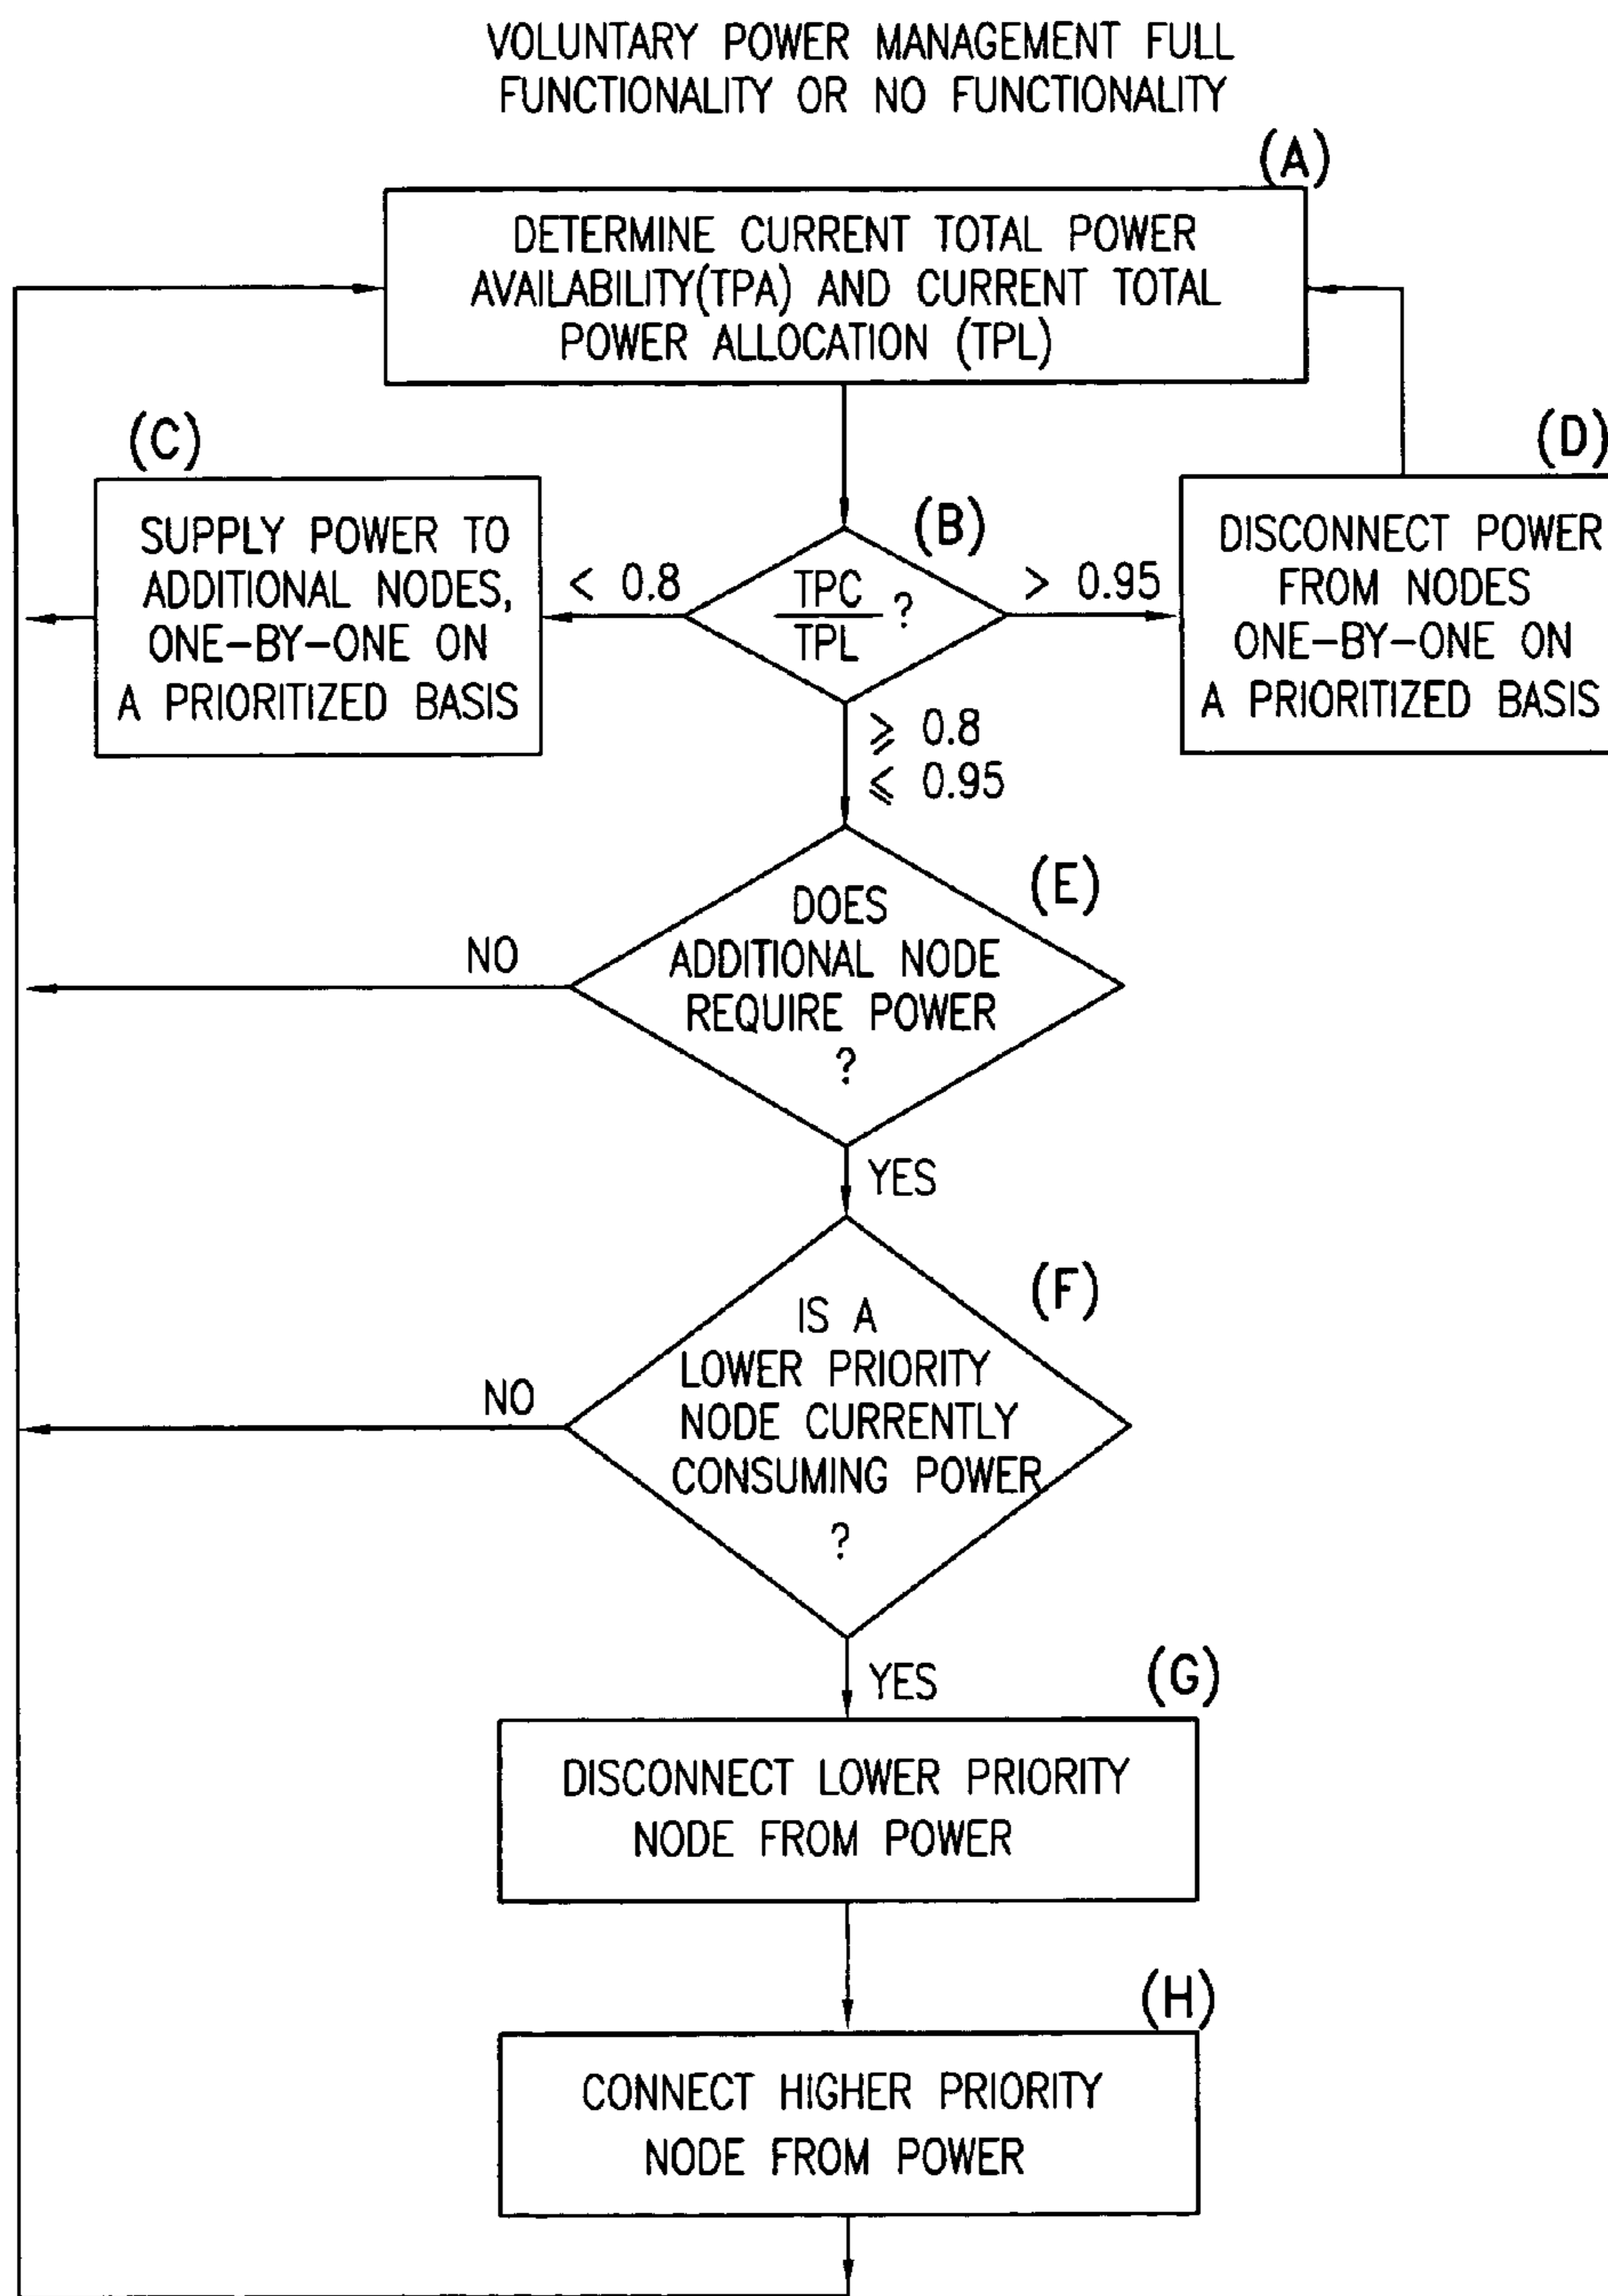 VOLUNTARY POWER MANAGEMENT FULL
FUNCTIONALITY OR NO FUNCTIONALITY
(A)
DETERMINE CURRENT TOTAL POWER
AVAILABILITY(TPA) AND CURRENT TOTAL
POWER ALLOCATION (TPL)
(C)
SUPPLY POWER TO
ADDITIONAL NODES,
ONE-BY-ONE ON
A PRIORITIZED BASIS
< 0.8
(B)
TPC
TPL
?
> 0.95
(D)
DISCONNECT POWER
FROM NODES
ONE-BY-ONE ON
A PRIORITIZED BASIS
⩾ 0.8
⩽ 0.95
(E)
DOES
ADDITIONAL NODE
REQUIRE POWER
?
NO
YES
(F)
IS A
LOWER PRIORITY
NODE CURRENTLY
CONSUMING POWER
?
NO
YES
(G)
DISCONNECT LOWER PRIORITY
NODE FROM POWER
(H)
CONNECT HIGHER PRIORITY
NODE FROM POWER